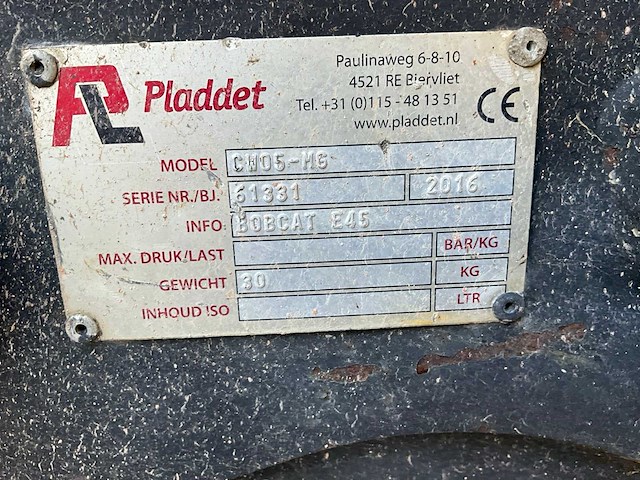 PL Pladdet
Paulinaweg 6-8-10
4521 RE Biervliet
Tel. +31 (0)115 - 48 13 51
www.pladdet.nl
CE
MODEL CW05-MG
SERIE NR./BJ. 61331 2016
INFO BOBCAT E45
MAX. DRUK/LAST BAR/KG
GEWICHT 30 KG
INHOUD ISO LTR